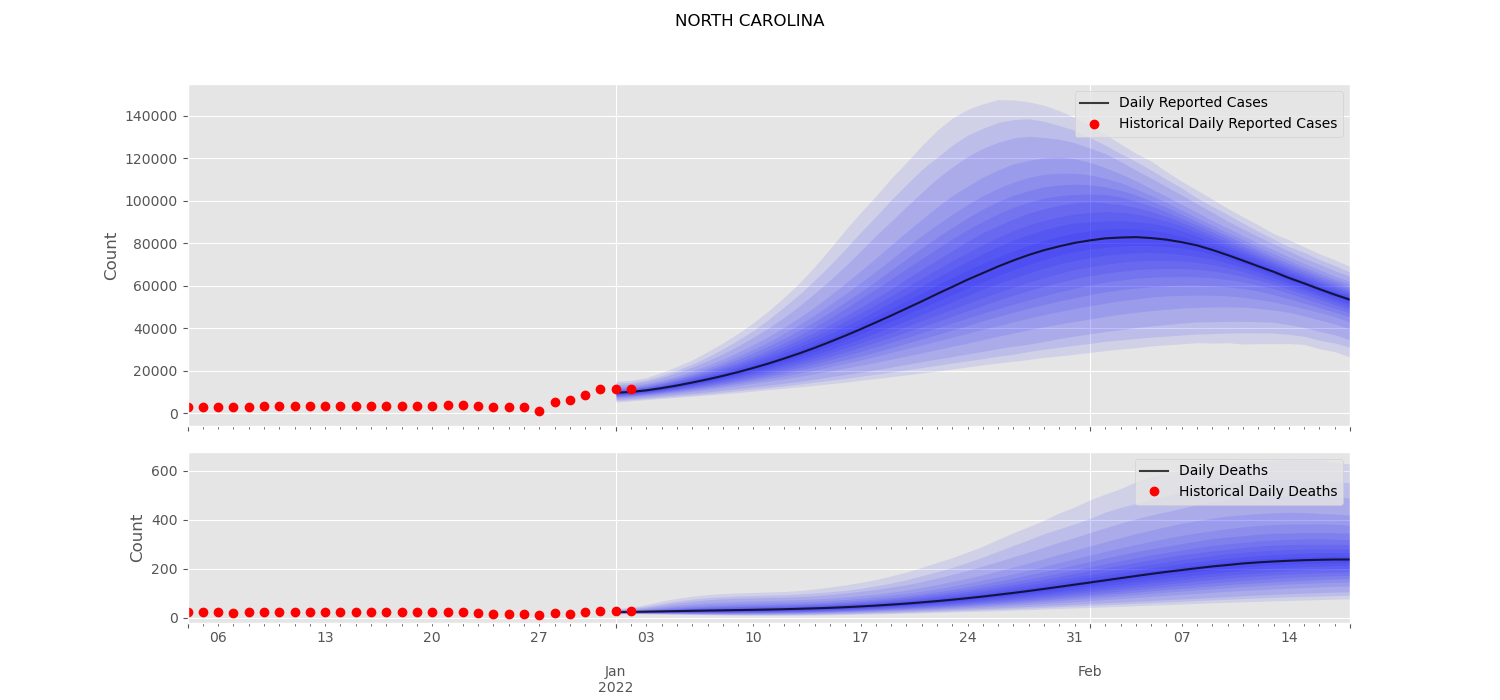 NORTH CAROLINA
140000
120000
100000
80000
60000
40000
20000
0
Count
Daily Reported Cases
Historical Daily Reported Cases
600
400
200
0
Count
Daily Deaths
Historical Daily Deaths
06 13 20 27 03 10 17 24 31 07 14
Jan Feb
2022